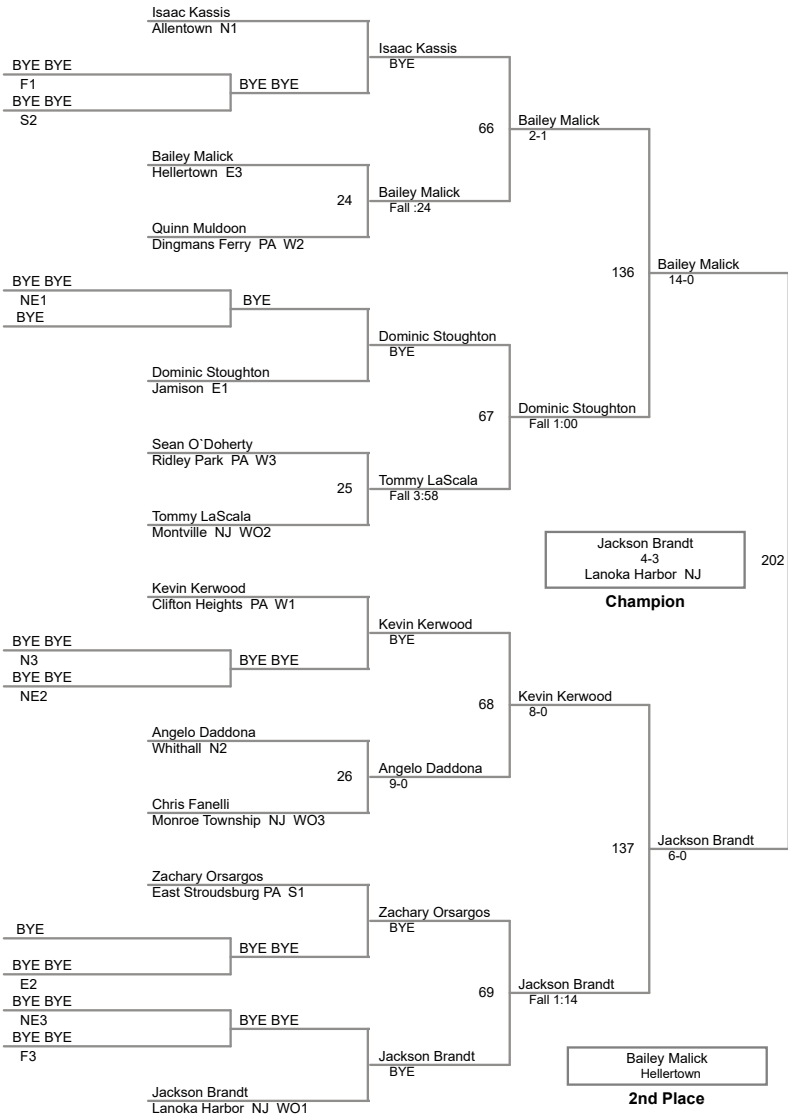 Isaac Kassis
Allentown N1
Isaac Kassis
BYE
BYE BYE
F1
BYE BYE
BYE BYE
S2
66
Bailey Malick
2-1
Bailey Malick
Hellertown E3
24
Bailey Malick
Fall :24
Quinn Muldoon
Dingmans Ferry PA W2
136
Bailey Malick
14-0
BYE BYE
NE1
BYE
BYE
Dominic Stoughton
BYE
Dominic Stoughton
Jamison E1
67
Dominic Stoughton
Fall 1:00
Sean O`Doherty
Ridley Park PA W3
25
Tommy LaScala
Fall 3:58
Tommy LaScala
Montville NJ WO2
Jackson Brandt
4-3
Lanoka Harbor NJ
202
Champion
Kevin Kerwood
Clifton Heights PA W1
Kevin Kerwood
BYE
BYE BYE
N3
BYE BYE
BYE BYE
NE2
68
Kevin Kerwood
8-0
Angelo Daddona
Whithall N2
26
Angelo Daddona
9-0
Chris Fanelli
Monroe Township NJ WO3
137
Jackson Brandt
6-0
Zachary Orsargos
East Stroudsburg PA S1
Zachary Orsargos
BYE
BYE
BYE BYE
BYE BYE
E2
69
Jackson Brandt
Fall 1:14
BYE BYE
NE3
BYE BYE
BYE BYE
F3
Jackson Brandt
BYE
Jackson Brandt
Lanoka Harbor NJ WO1
Bailey Malick
Hellertown
2nd Place